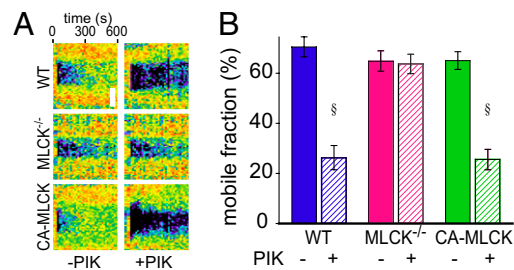 A
time (s)
0 300 600
WT
MLCK-/-
CA-MLCK
-PIK +PIK
B
mobile fraction (%)
60
40
20
0
§ §
WT MLCK-/- CA-MLCK
PIK - + - + - +